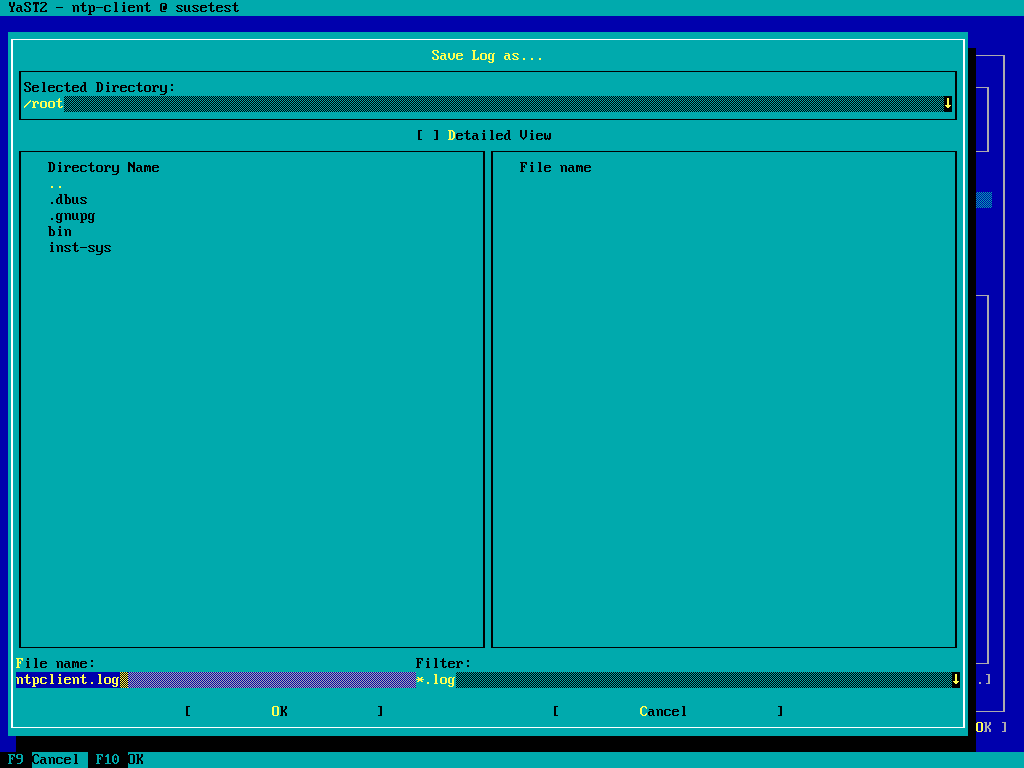 YaST2 - ntp-client @ susetest
Save Log as...
Selected Directory:
/root↓
[ ] Detailed View
Directory Name
..
.dbus
.gnupg
bin
inst-sys
File name
File name:
ntpclient.log
Filter:
*.log↓
[ OK ] [ Cancel ]
.]
OK ]
F9 Cancel F10 OK